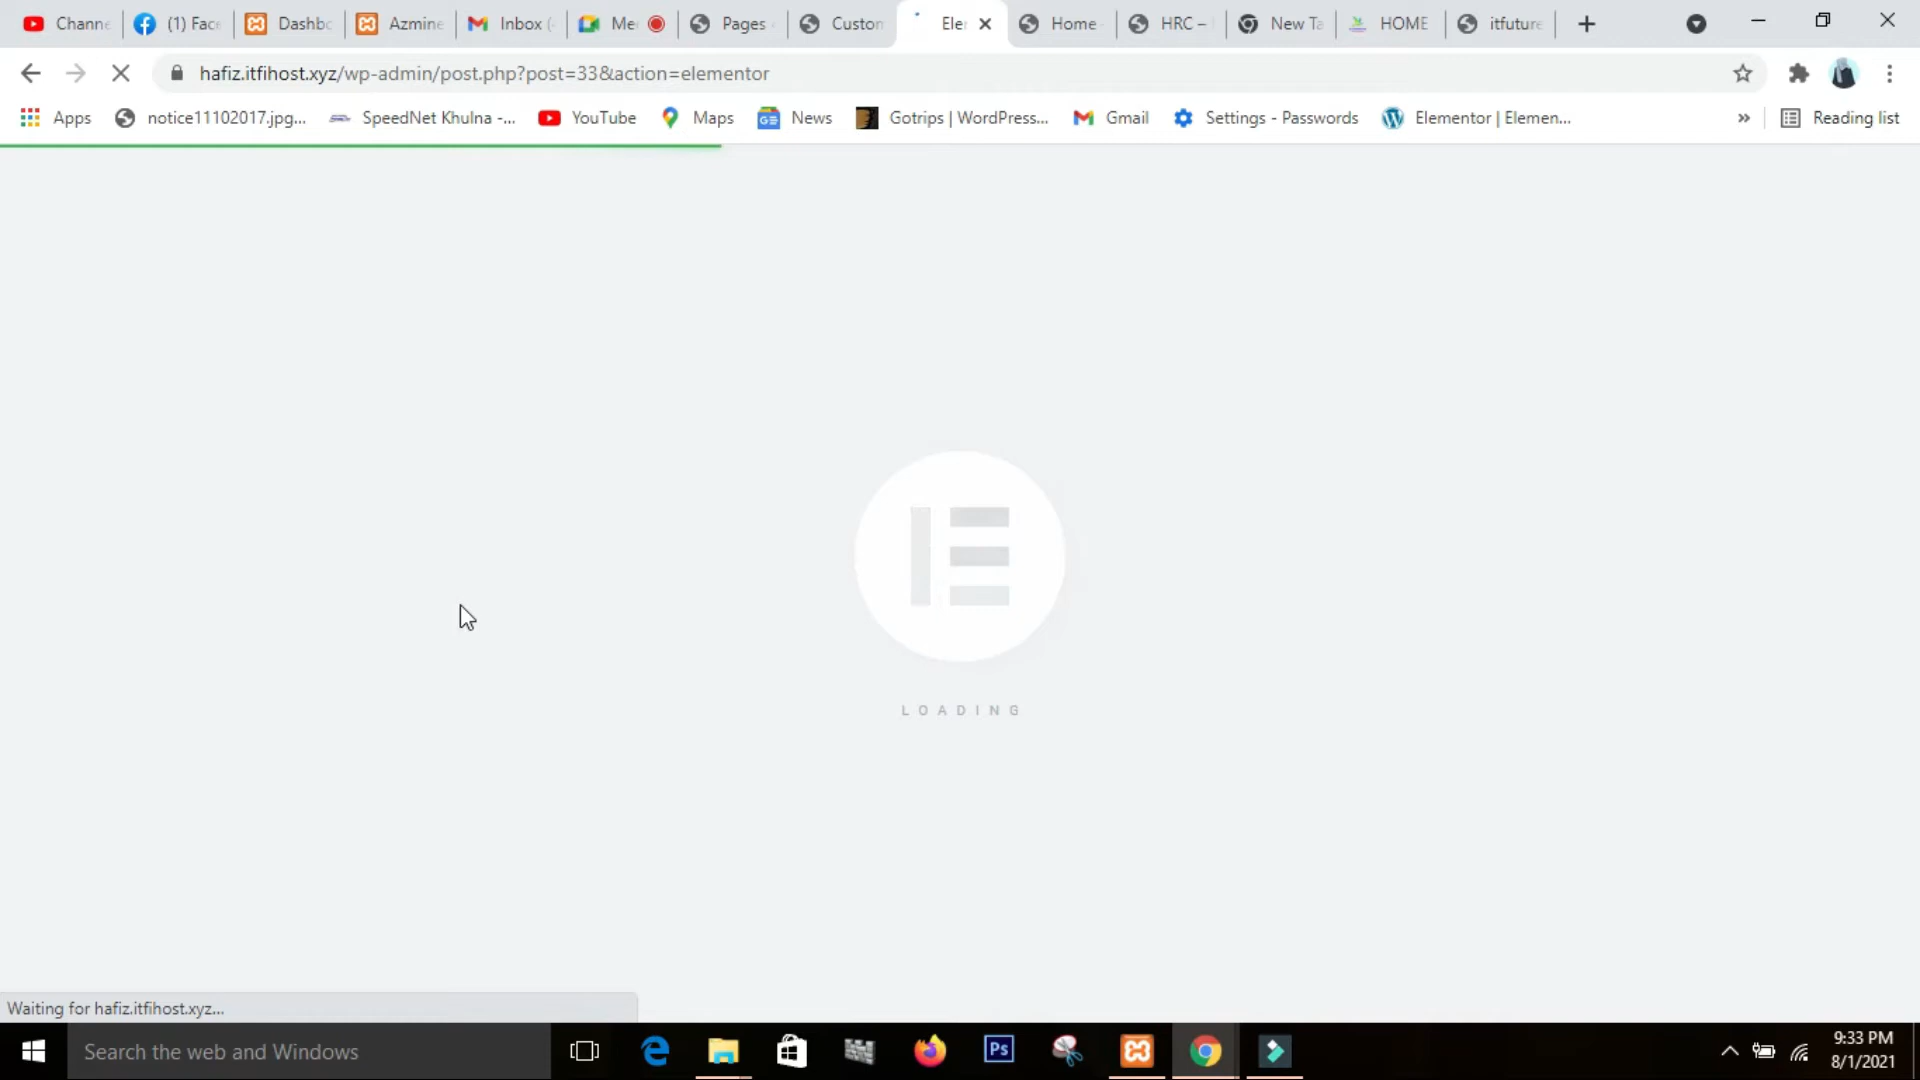 Channe
(1) Face
Dashbo
Azmine
Inbox (
Me
Pages
Custon
Ele
Home
HRC –
New Ta
HOME
itfuture
hafiz.itfihost.xyz/wp-admin/post.php?post=33&action=elementor
Apps
notice11102017.jpg...
SpeedNet Khulna -...
YouTube
Maps
News
Gotrips | WordPress...
Gmail
Settings - Passwords
Elementor | Elemen...
»
Reading list
LOADING
Waiting for hafiz.itfihost.xyz...
Search the web and Windows
Ps
9:33 PM
8/1/2021